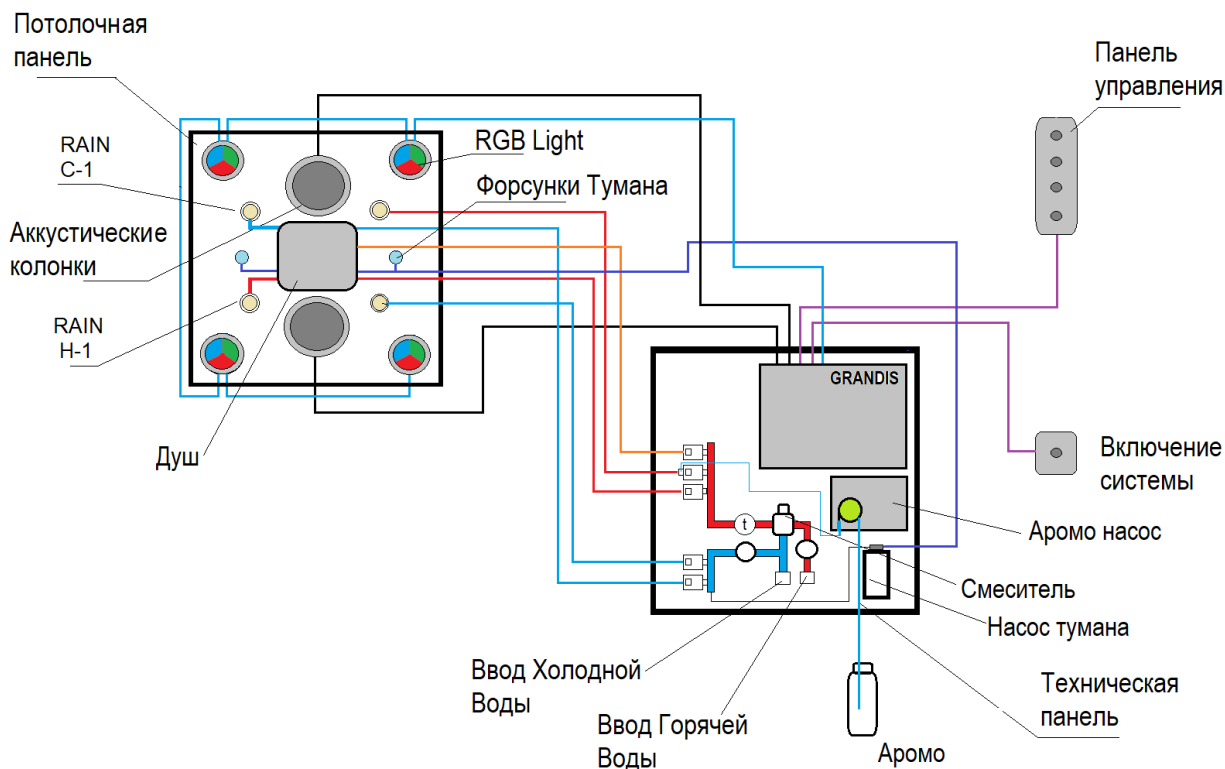 Потолочная
панель
RAIN
C-1
Аккустические
колонки
RAIN
H-1
Душ
RGB Light
Форсунки Тумана
Панель
управления
GRANDIS
t
Включение
системы
Аромо насос
Смеситель
Насос тумана
Техническая
панель
Ввод Холодной
Воды
Ввод Горячей
Воды
Аромо